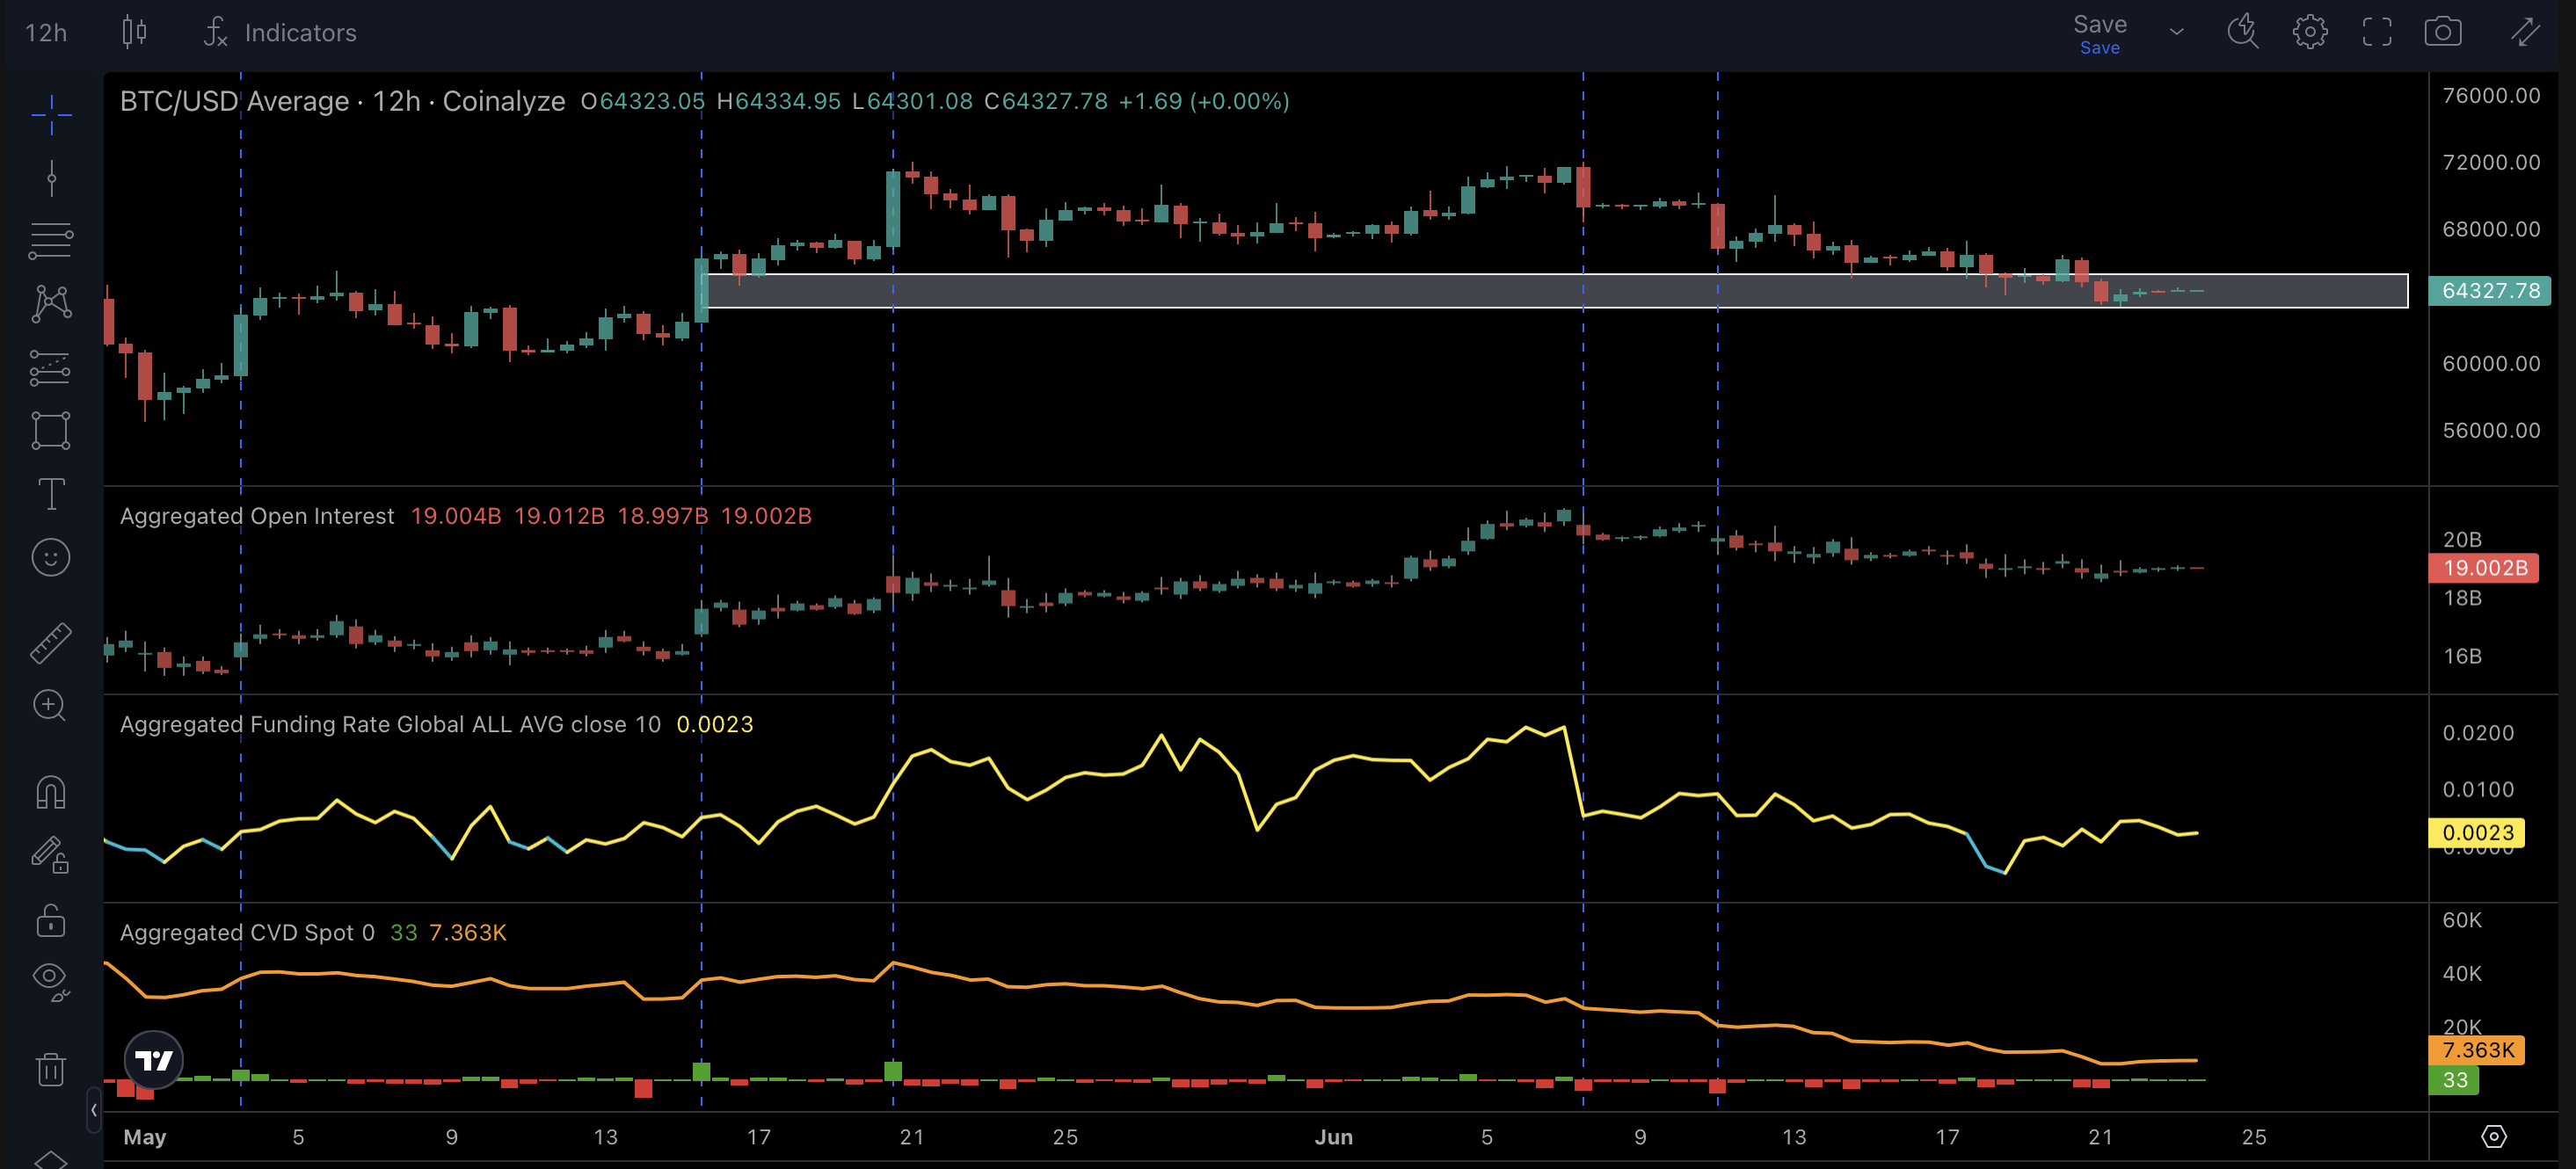 12h Indicators Save
Save
BTC/USD Average · 12h · Coinalyze O64323.05 H64334.95 L64301.08 C64327.78 +1.69 (+0.00%)
76000.00
72000.00
68000.00
64327.78
60000.00
56000.00
Aggregated Open Interest 19.004B 19.012B 18.997B 19.002B
20B
19.002B
18B
16B
Aggregated Funding Rate Global ALL AVG close 10 0.0023
0.0200
0.0100
0.0023
0.0000
Aggregated CVD Spot 0 33 7.363K
60K
40K
20K
7.363K
33
May 5 9 13 17 21 25 Jun 5 9 13 17 21 25